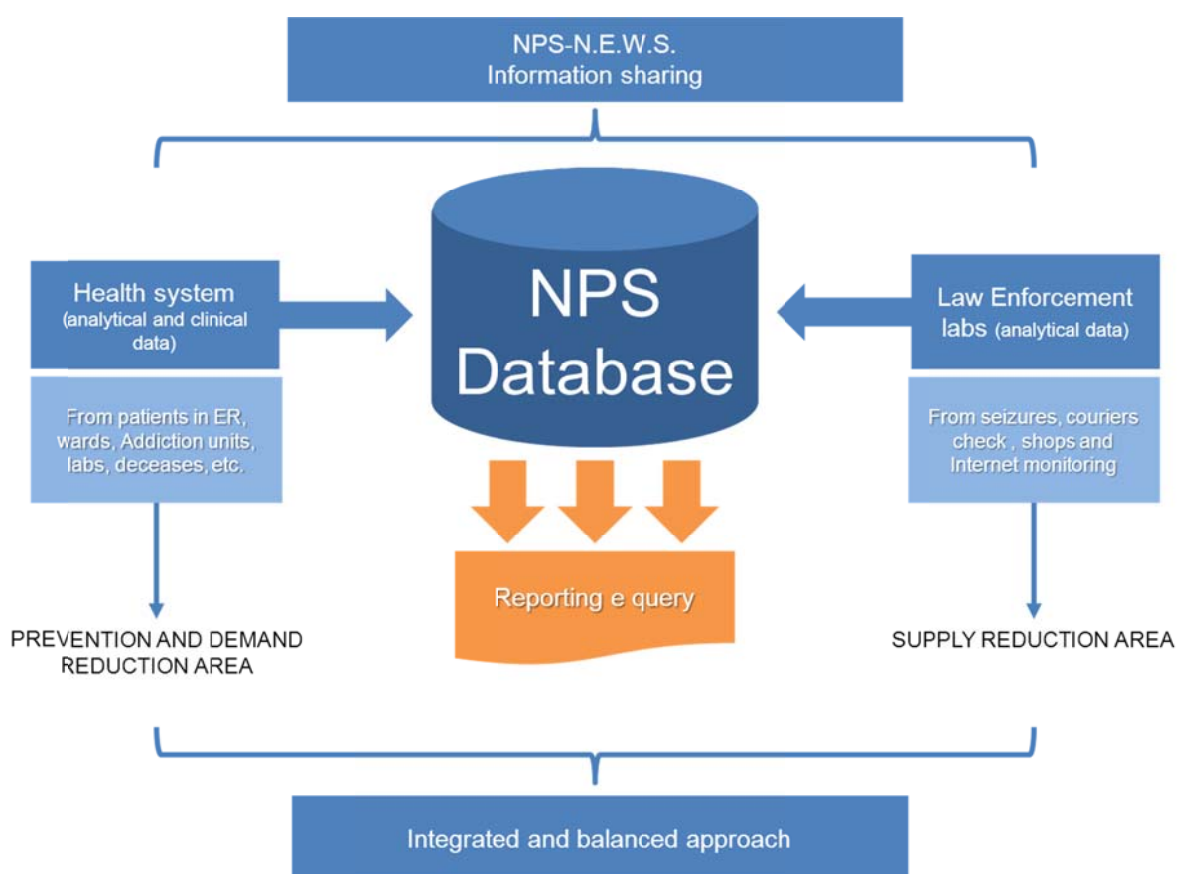 NPS-N.E.W.S.
Information sharing
NPS
Database
Health system
(analytical and clinical
data)
From patients in ER,
wards, Addiction units,
labs, deceases, etc.
Law Enforcement
labs (analytical data)
From seizures, couriers
check , shops and
Internet monitoring
Reporting e query
PREVENTION AND DEMAND
REDUCTION AREA
SUPPLY REDUCTION AREA
Integrated and balanced approach